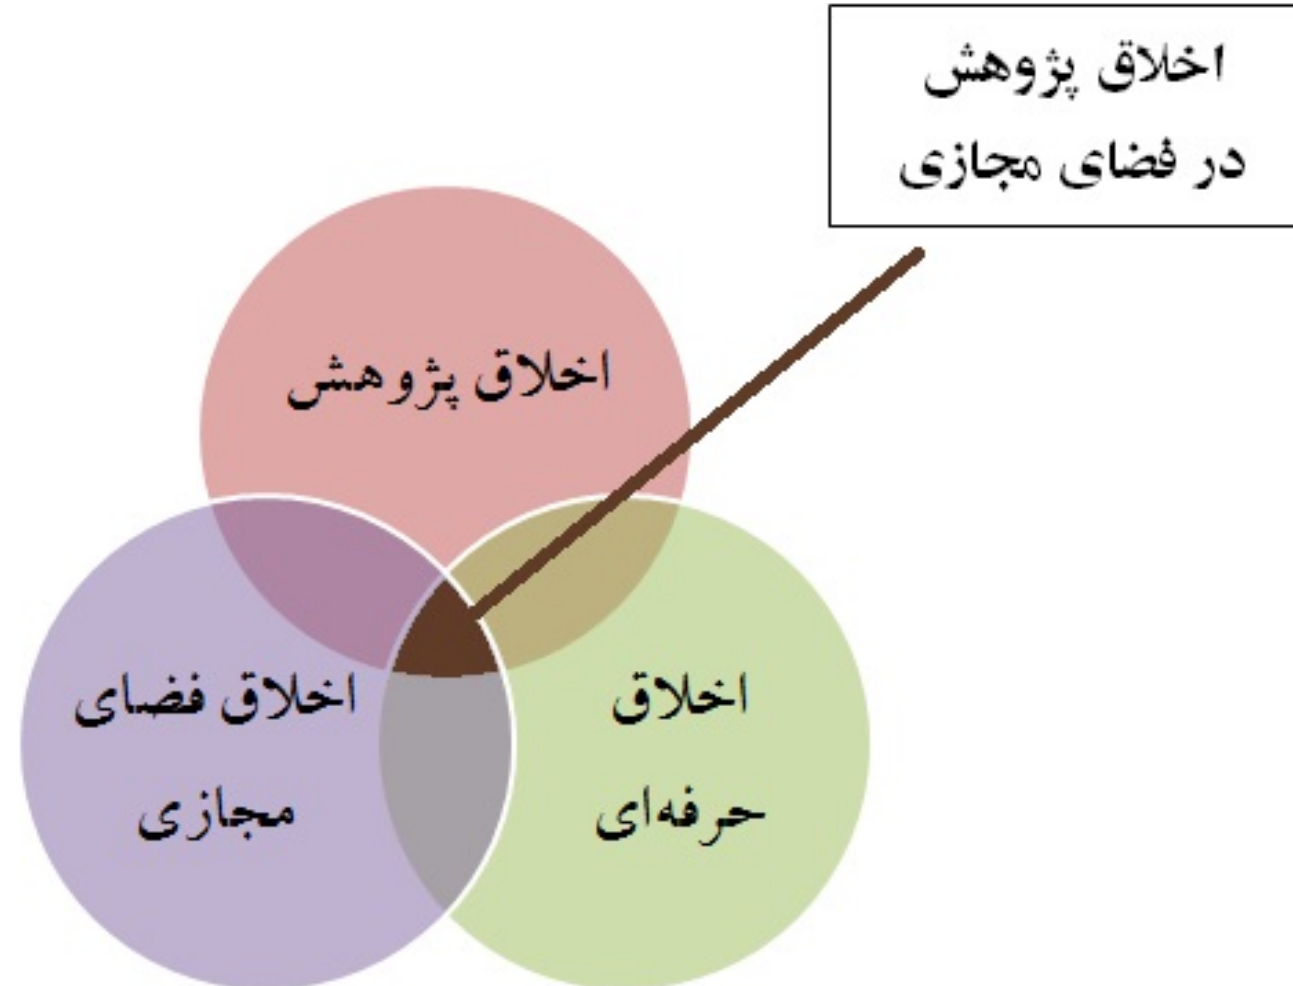 اخلاق پژوهش
در فضای مجازی
اخلاق پژوهش
اخلاق
حرفه‌ای
اخلاق فضای
مجازی